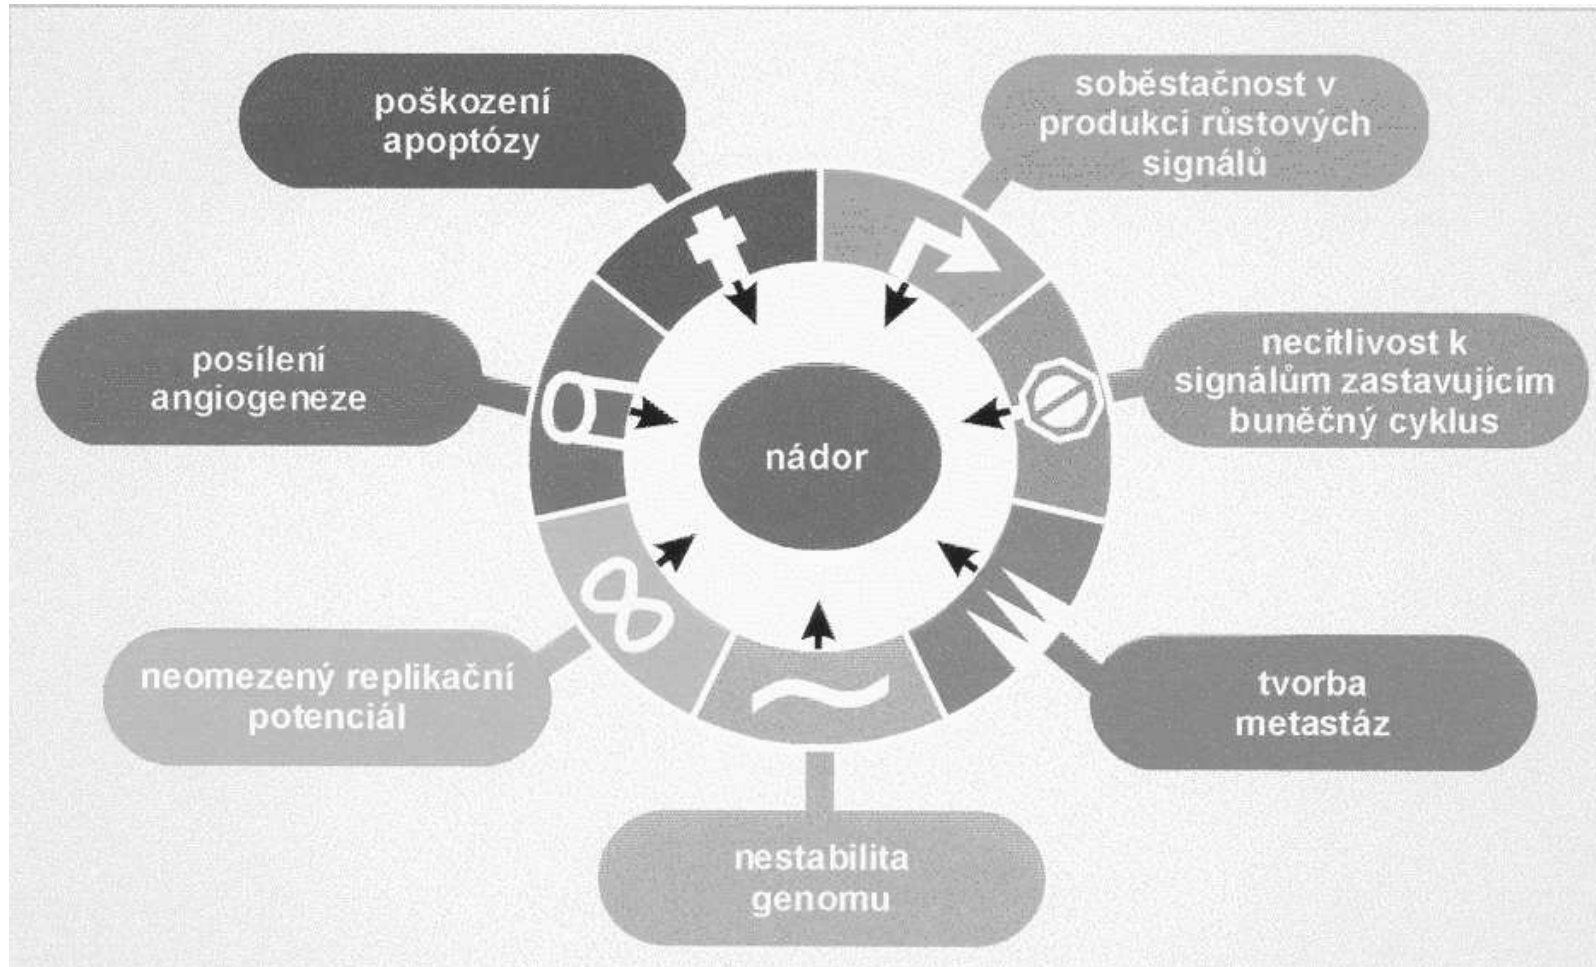 poškození
apoptózy
soběstačnost v
produkci růstových
signálů
posílení
angiogeneze
necitlivost k
signálům zastavujícím
buněčný cyklus
nádor
neomezený replikační
potenciál
tvorba
metastáz
nestabilita
genomu